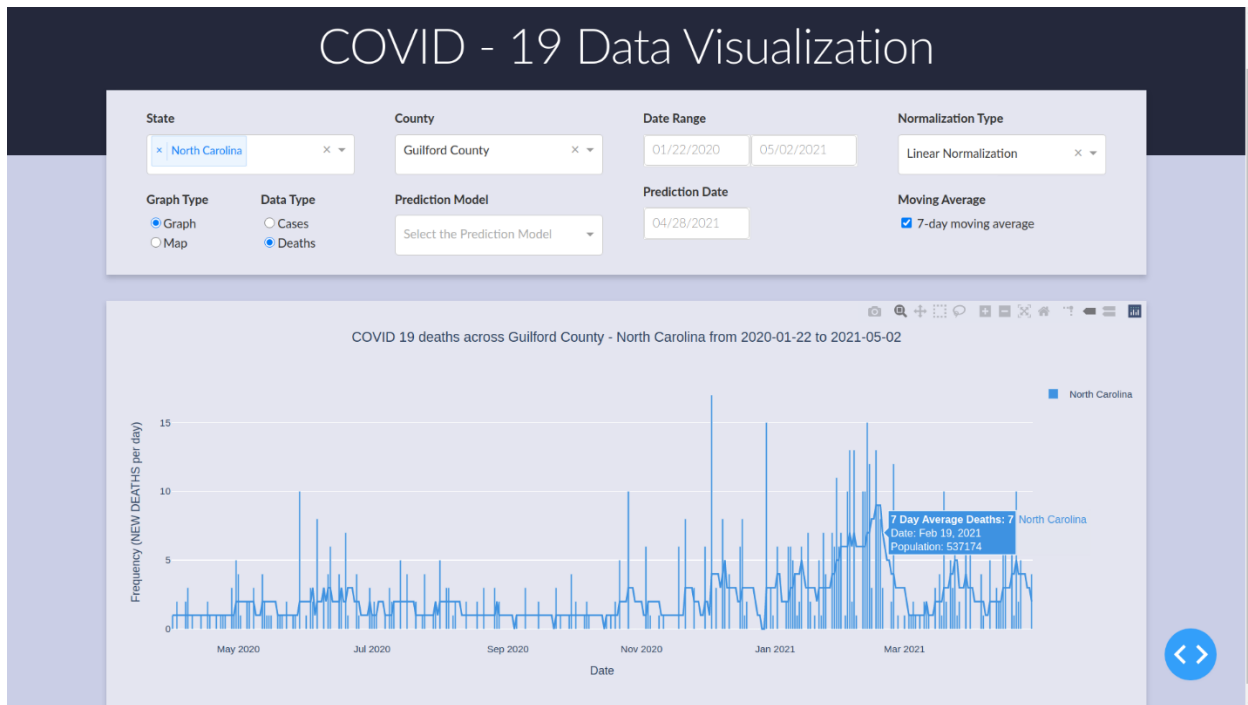 COVID - 19 Data Visualization
State
County
Date Range
Normalization Type
× North Carolina
Guilford County
01/22/2020
05/02/2021
Linear Normalization
Graph Type
Data Type
Prediction Model
Prediction Date
Moving Average
Graph
Cases
Select the Prediction Model
04/28/2021
7-day moving average
Map
Deaths
COVID 19 deaths across Guilford County - North Carolina from 2020-01-22 to 2021-05-02
North Carolina
Frequency (NEW DEATHS per day)
15
10
5
0
7 Day Average Deaths: 7
North Carolina
Date: Feb 19, 2021
Population: 537174
May 2020
Jul 2020
Sep 2020
Nov 2020
Jan 2021
Mar 2021
Date